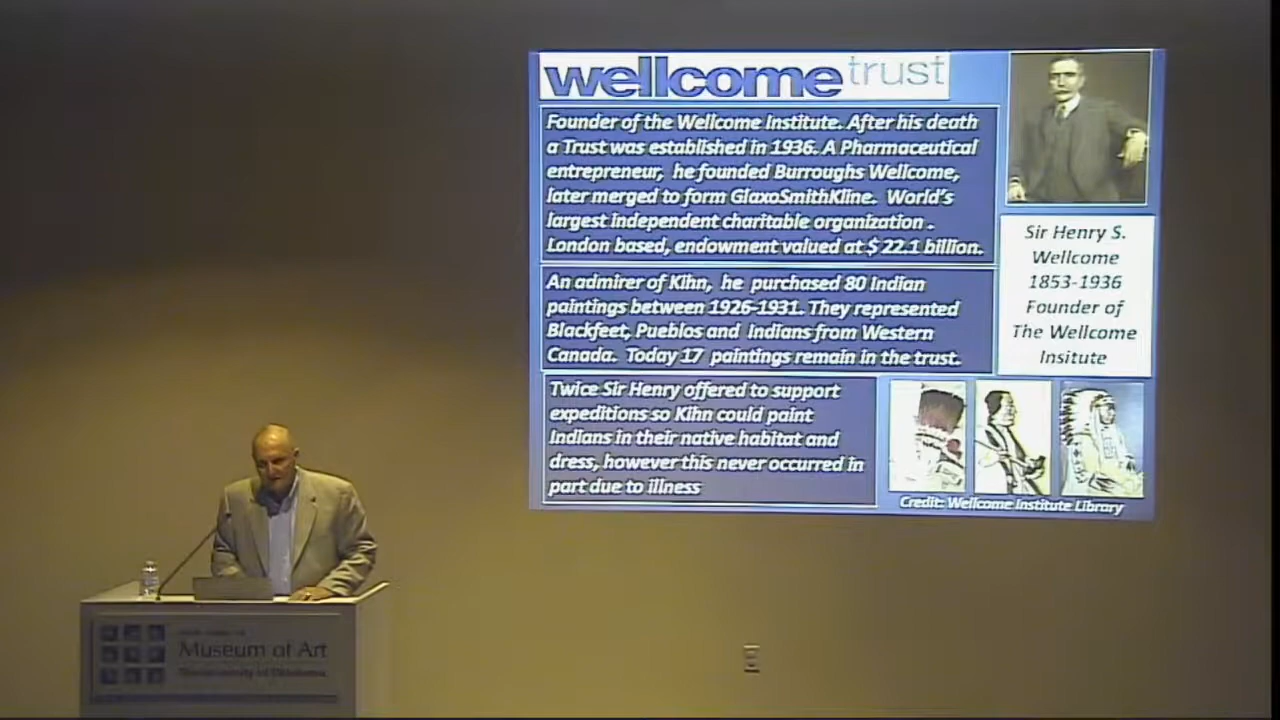 wellcome trust
Founder of the Wellcome Institute. After his death
a Trust was established in 1936. A Pharmaceutical
entrepreneur, he founded Burroughs Wellcome,
later merged to form GlaxoSmithKline. World's
largest independent charitable organization .
London based, endowment valued at $ 22.1 billion.
An admirer of Kihn, he purchased 80 Indian
paintings between 1926-1931. They represented
Blackfeet, Pueblos and Indians from Western
Canada. Today 17 paintings remain in the trust.
Twice Sir Henry offered to support
expeditions so Kihn could paint
Indians in their native habitat and
dress, however this never occurred in
part due to illness
Sir Henry S.
Wellcome
1853-1936
Founder of
The Wellcome
Insitute
Credit: Wellcome Institute Library
Museum of Art
The University of Oklahoma